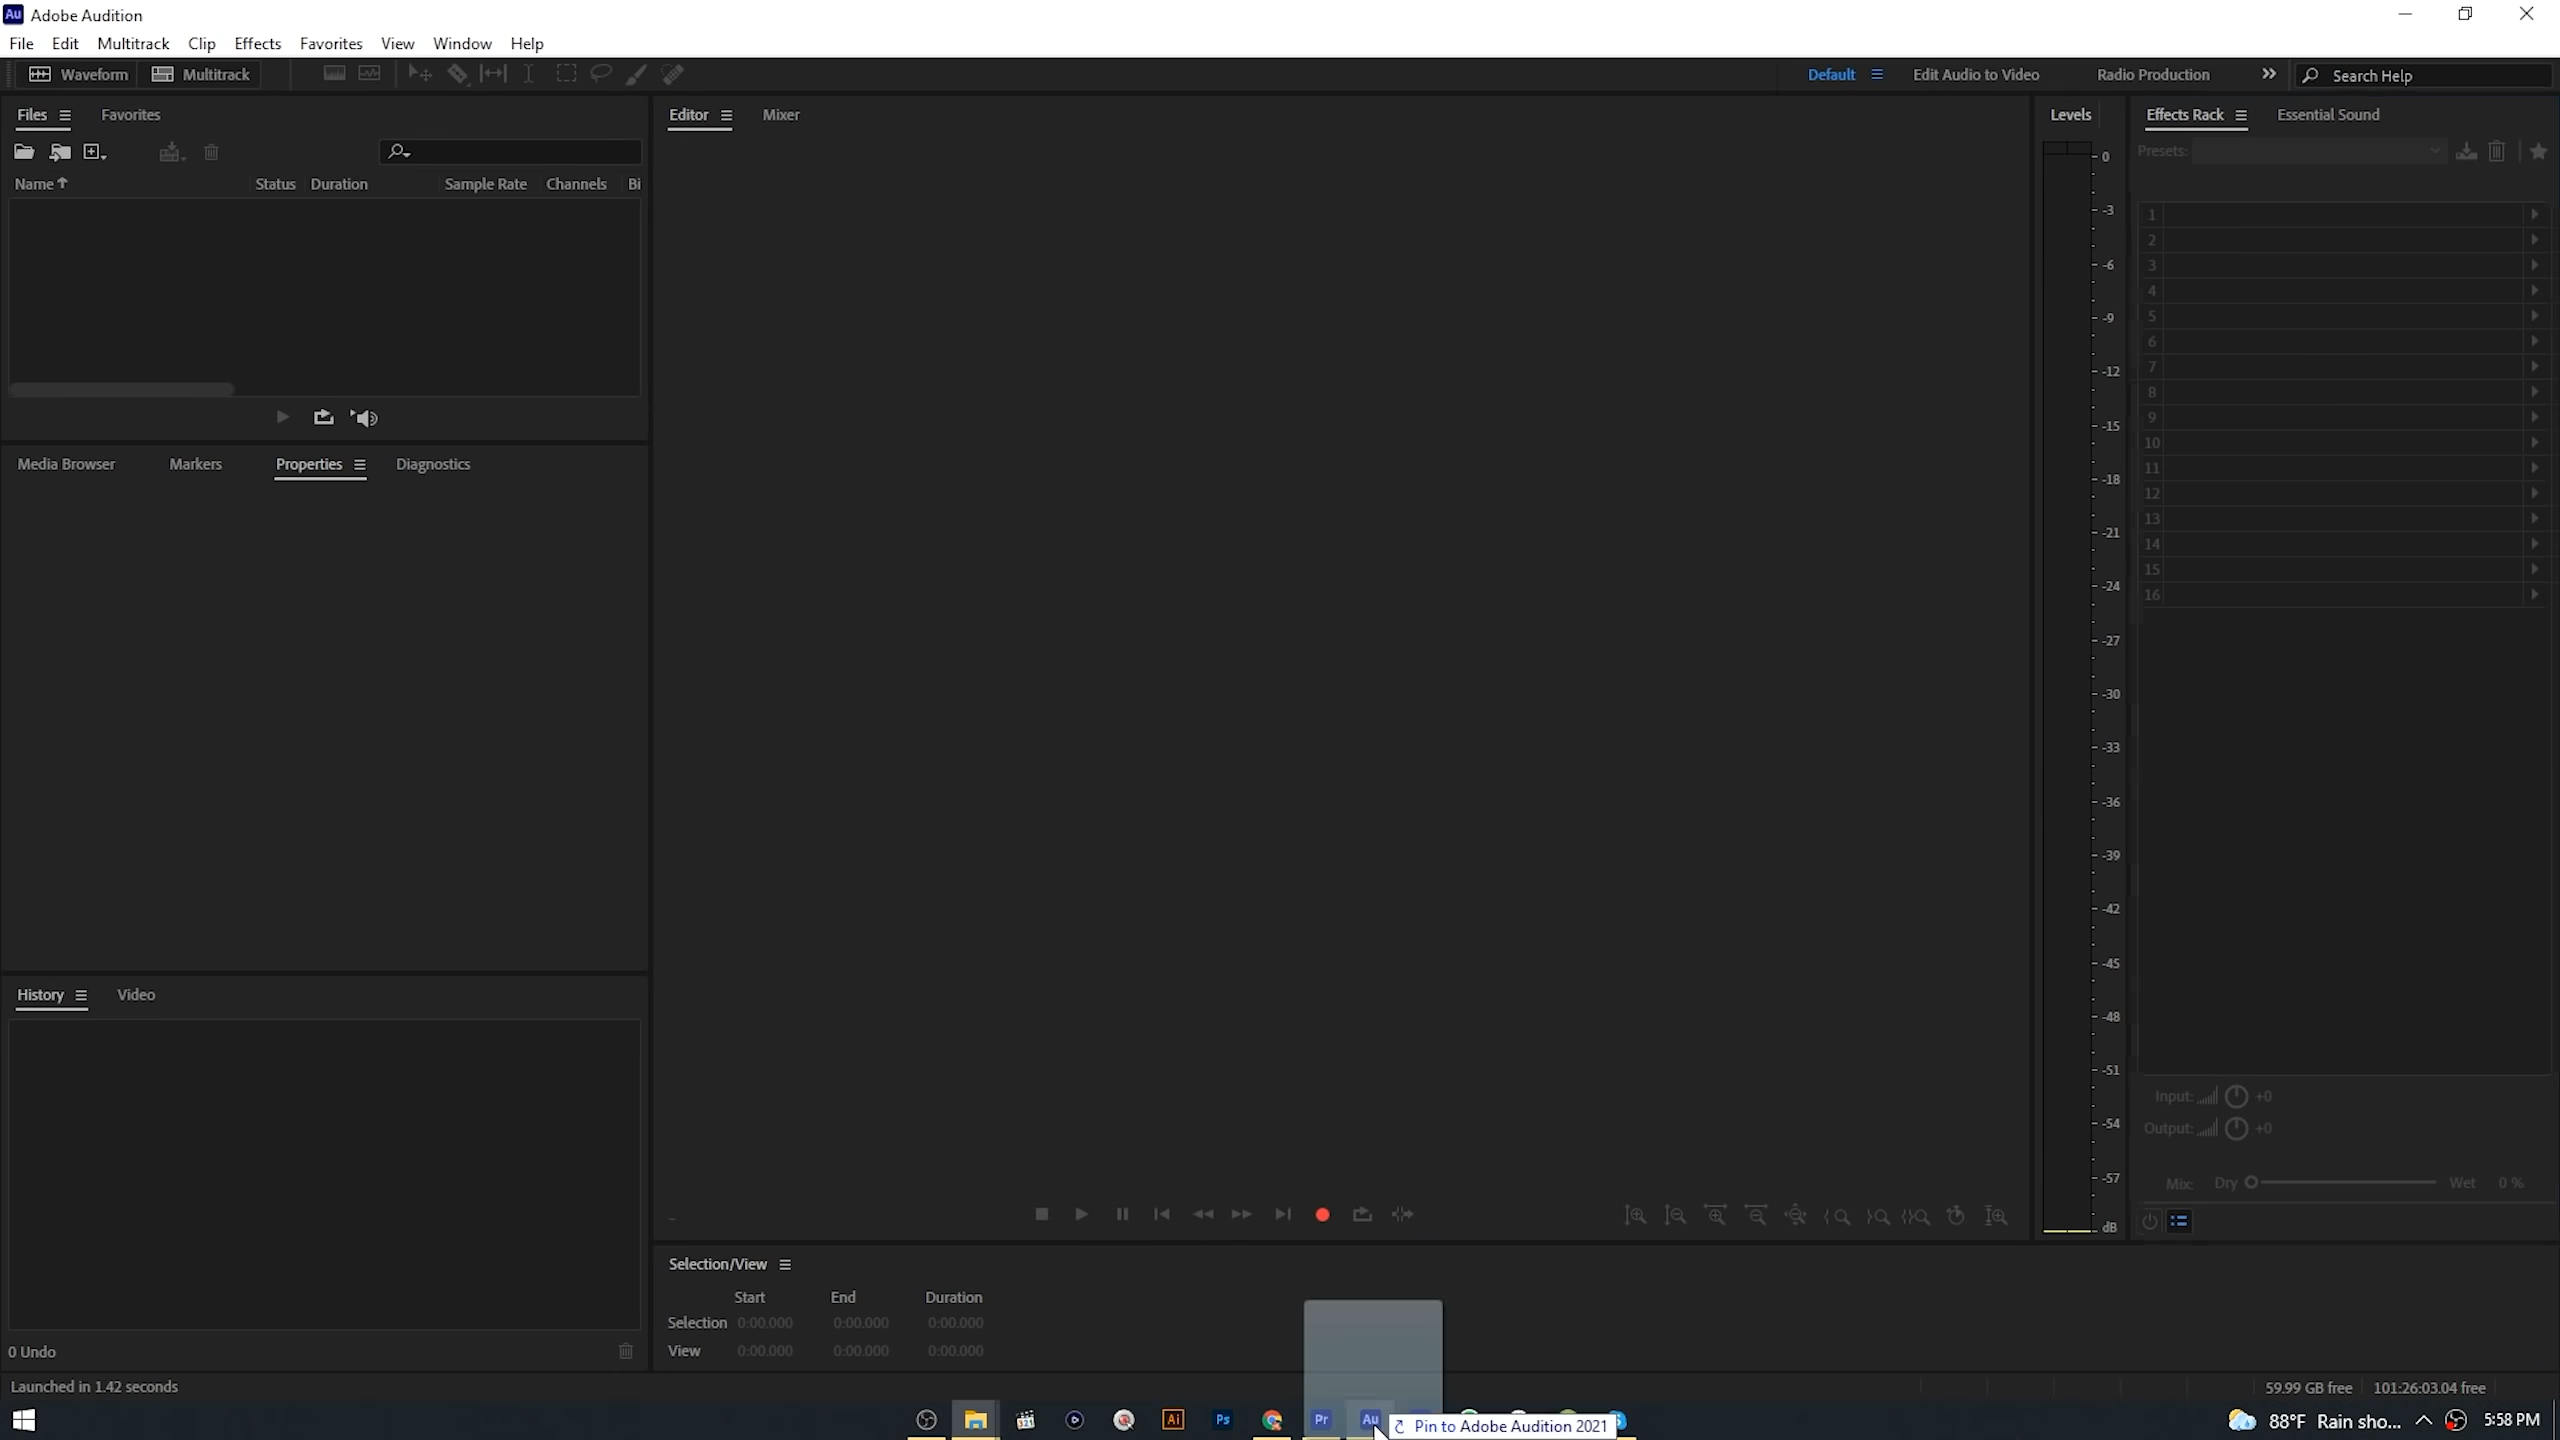 Au Adobe Audition
File Edit Multitrack Clip Effects Favorites View Window Help
Waveform Multitrack Default Edit Audio to Video Radio Production Search Help
Files Favorites
Name Status Duration Sample Rate Channels Bi
Media Browser Markers Properties Diagnostics
History Video
0 Undo
Launched in 1.42 seconds
Editor Mixer
Selection/View
Start End Duration
Selection 0:00.000 0:00.000 0:00.000
View 0:00.000 0:00.000 0:00.000
Levels
0
-3
-6
-9
-12
-15
-18
-21
-24
-27
-30
-33
-36
-39
-42
-45
-48
-51
-54
-57
dB
Effects Rack Essential Sound
Presets:
1
2
3
4
5
6
7
8
9
10
11
12
13
14
15
16
Input: +0
Output: +0
Mix: Dry Wet 0 %
59.99 GB free 101:26:03.04 free
321 Ai Ps Pr Au Pin to Adobe Audition 2021 S 88°F Rain sho... 5:58 PM